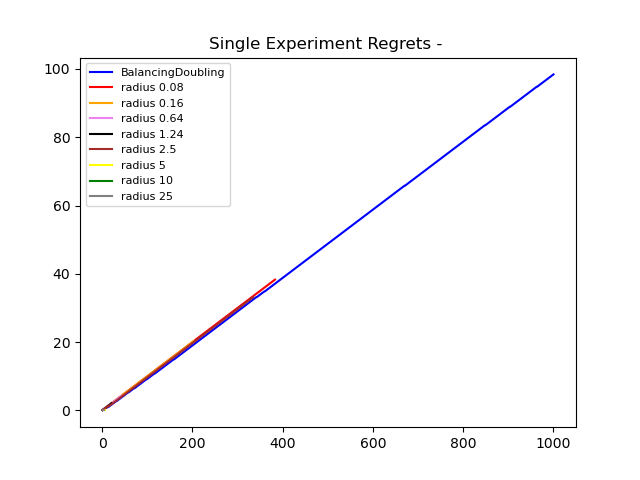 Single Experiment Regrets -
100
80
60
40
20
0
BalancingDoubling
radius 0.08
radius 0.16
radius 0.64
radius 1.24
radius 2.5
radius 5
radius 10
radius 25
0 200 400 600 800 1000